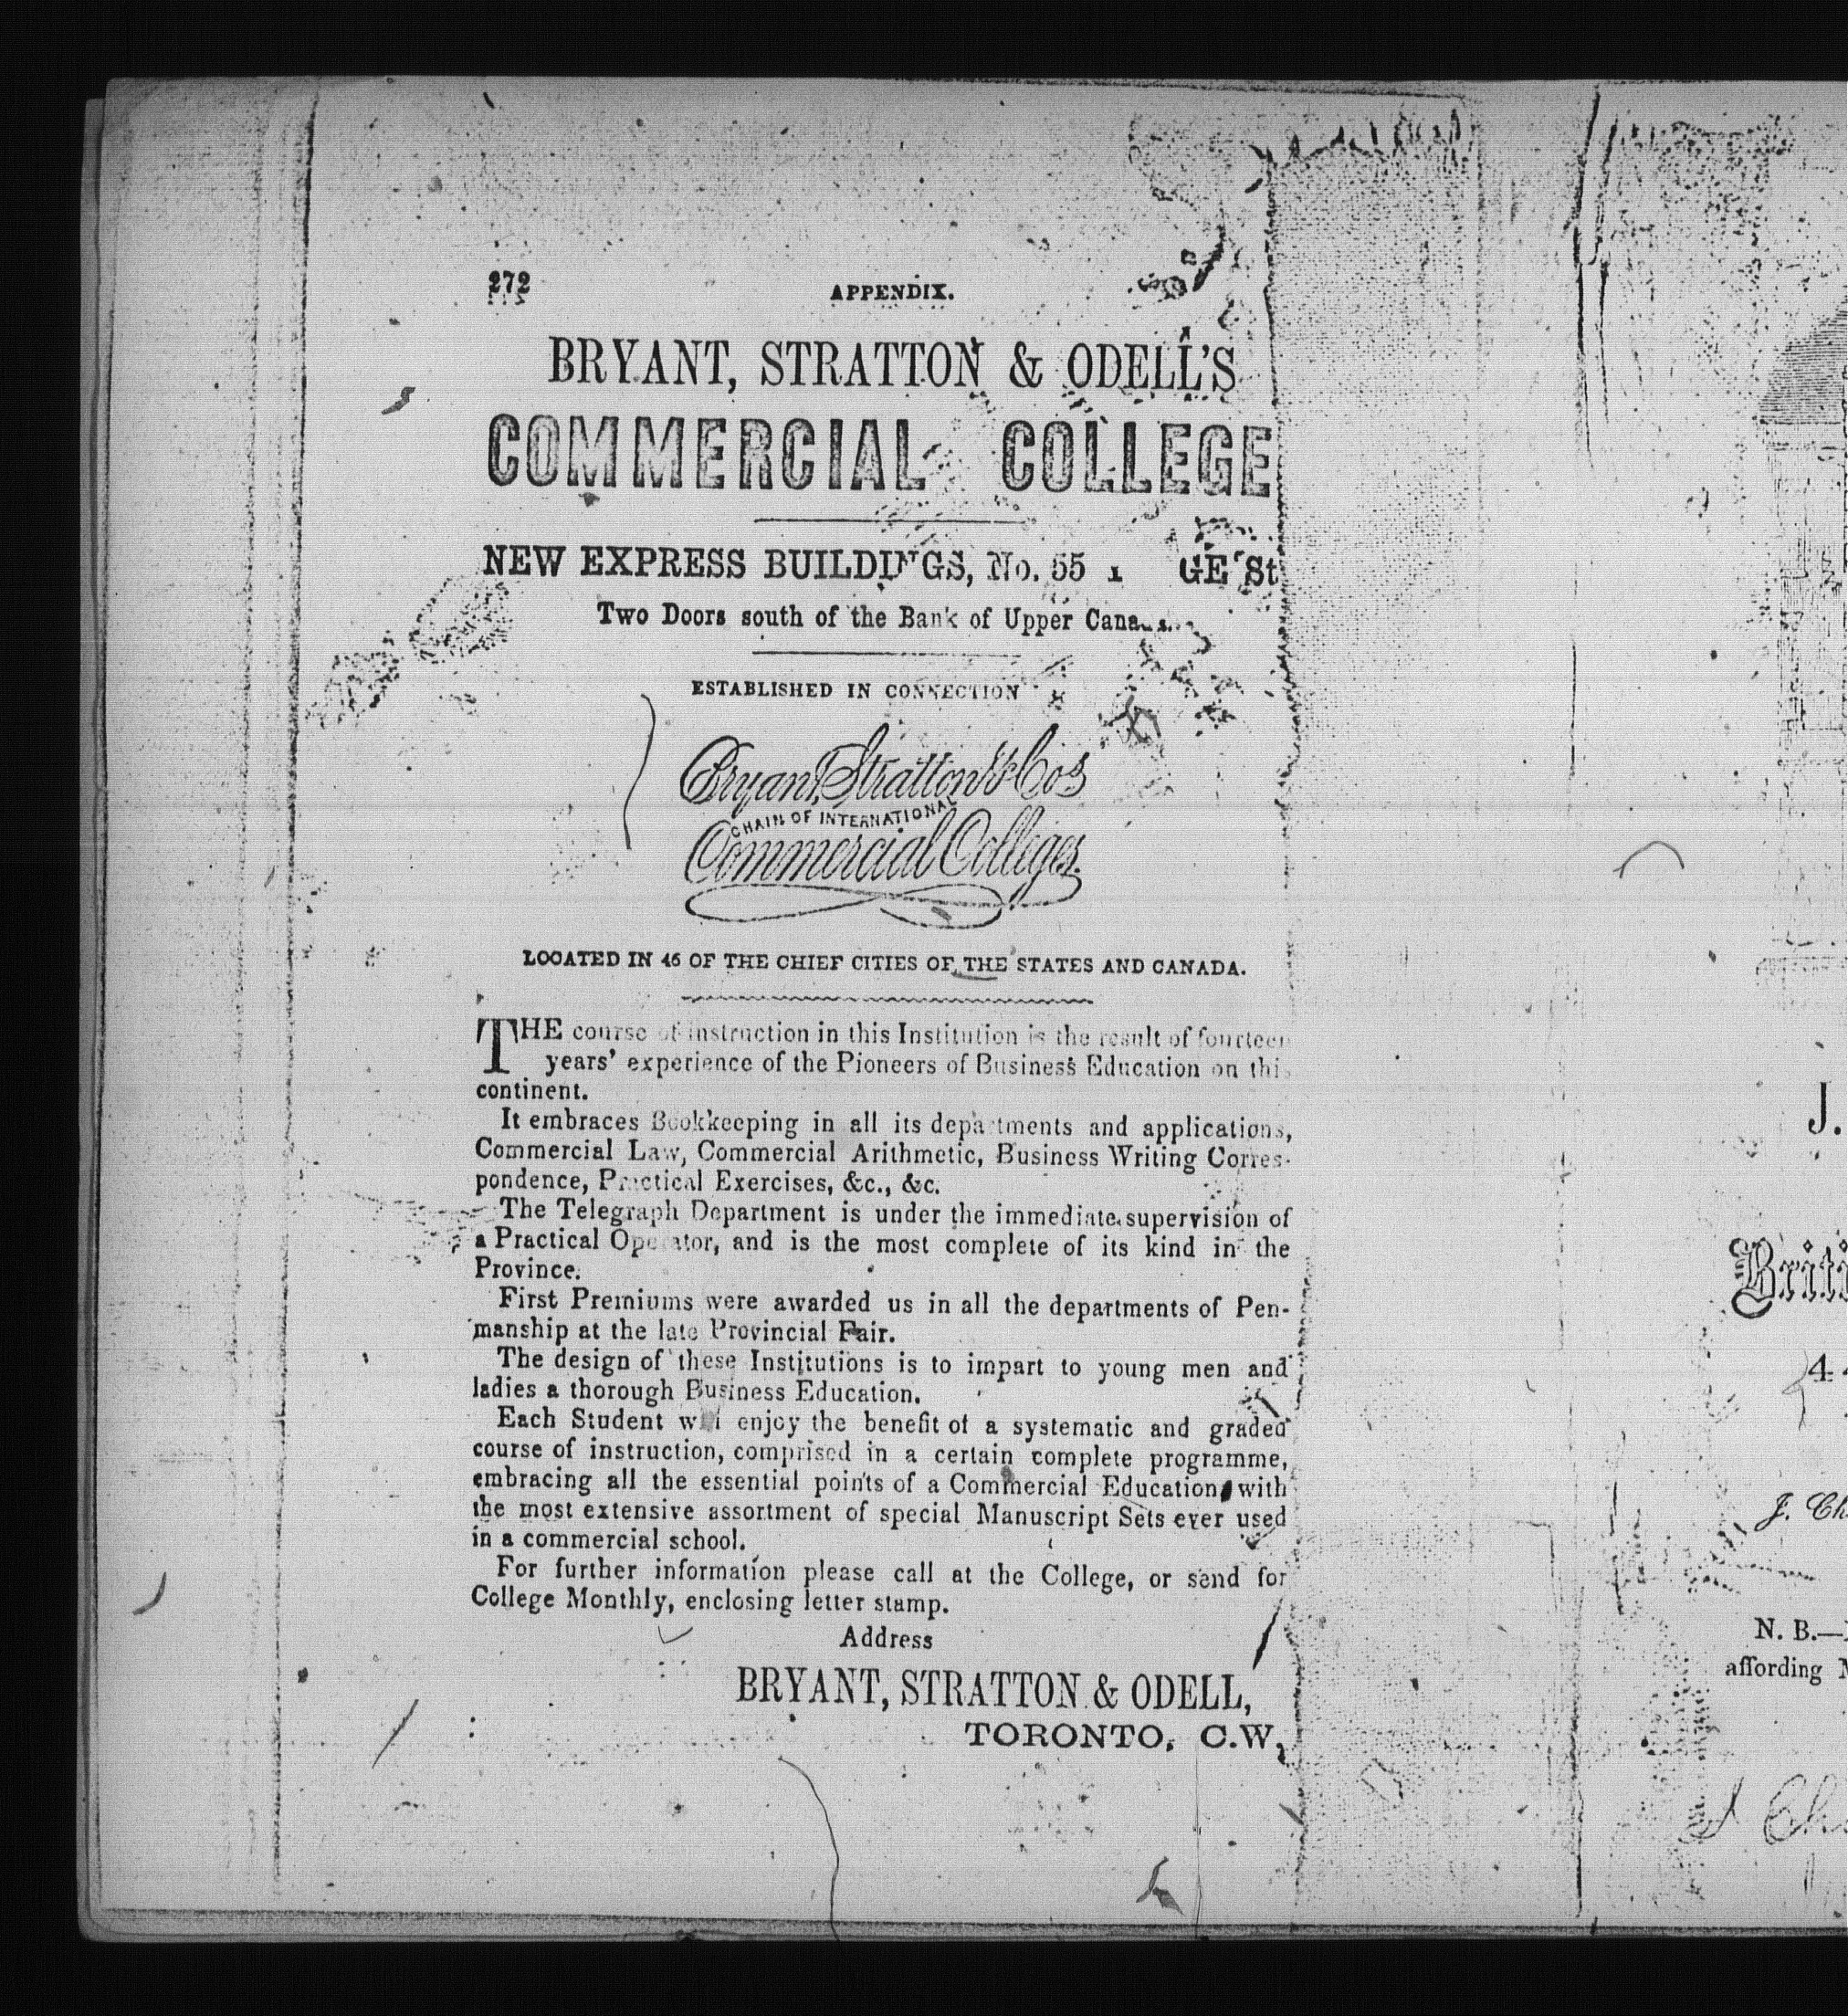 272
APPENDIX.
BRYANT, STRATTON & ODELL'S
COMMERCIAL COLLEGE
NEW EXPRESS BUILDINGS, No. 55 GE St
Two Doors south of the Bank of Upper
ESTABLISHED IN CONNECTION
Bryant, Stratton & Co's
CHAIN OF INTERNATIONAL
Commercial Colleges.
LOCATED IN 46 OF THE CHIEF CITIES OF THE STATES AND CANADA.
THE course of instruction in this Institution is the result of fourteen
years' experience of the Pioneers of Business Education on this
continent.
It embraces Bookkeeping in all its departments and applications,
Commercial Law, Commercial Arithmetic, Business Writing Corres-
pondence, Practical Exercises, &c., &c.
The Telegraph Department is under the immediate supervision of
a Practical Operator, and is the most complete of its kind in the
Province.
First Premiums were awarded us in all the departments of Pen-
manship at the late Provincial Fair.
The design of these Institutions is to impart to young men and
ladies a thorough Business Education.
Each Student will enjoy the benefit of a systematic and graded
course of instruction, comprised in a certain complete programme,
embracing all the essential points of a Commercial Education, with
the most extensive assortment of special Manuscript Sets ever used
in a commercial school.
For further information please call at the College, or send for
College Monthly, enclosing letter stamp.
Address
BRYANT, STRATTON & ODELL,
TORONTO, C.W,
J.
Briti
4
J. Ch
N. B.—
affording